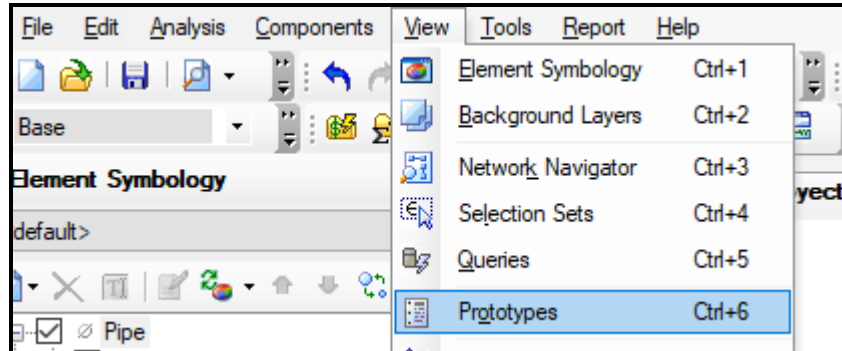 File Edit Analysis Components View Tools Report Help
Element Symbology Ctrl+1
Base
Background Layers Ctrl+2
Element Symbology
Network Navigator Ctrl+3
yect
default>
Selection Sets Ctrl+4
Queries Ctrl+5
Prototypes Ctrl+6
Pipe